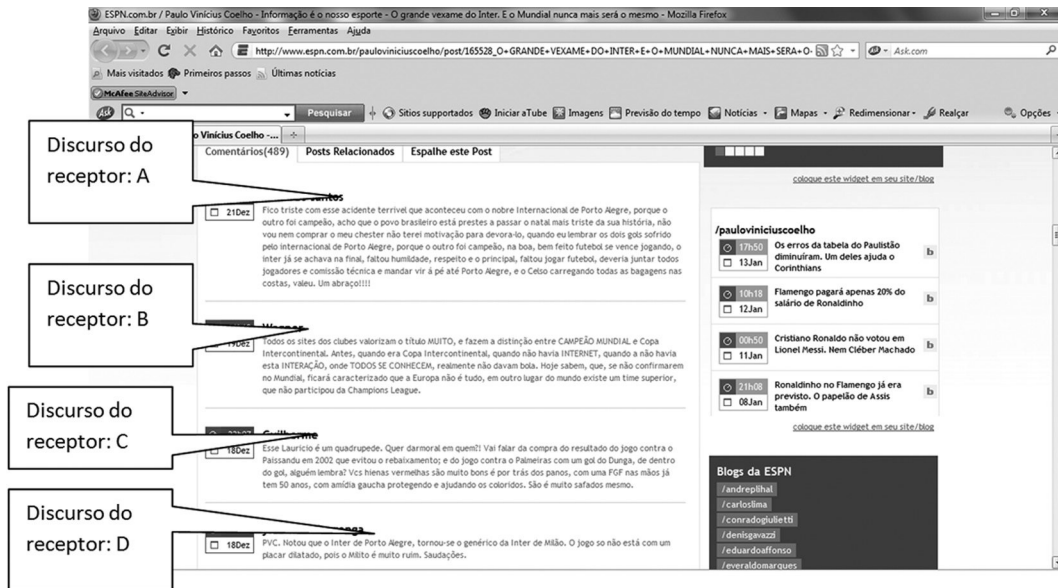 ESPN.com.br / Paulo Vinícius Coelho - Informação é o nosso esporte - O grande vexame do Inter. E o Mundial nunca mais será o mesmo - Mozilla Firefox
Arquivo Editar Exibir Histórico Favoritos Ferramentas Ajuda
http://www.espn.com.br/pauloviniciuscoelho/post/165528_O+GRANDE+VEXAME+DO+INTER+E+O+MUNDIAL+NUNCA+MAIS+SERA+O-
Ask.com
Mais visitados Primeiros passos Últimas notícias
McAfee SiteAdvisor
Pesquisar Sitios supportados Iniciar aTube Imagens Previsão do tempo Notícias Mapas Redimensionar Realçar Opções
o Vinícius Coelho -...
Discurso do
receptor: A
Discurso do
receptor: B
Discurso do
receptor: C
Discurso do
receptor: D
Comentários(489) Posts Relacionados Espalhe este Post
21Dez
Fico triste com esse acidente terrivel que aconteceu com o nobre Internacional de Porto Alegre, porque o
outro foi campeão, acho que o povo brasileiro está prestes a passar o natal mais triste da sua história, não
vou nem comprar o meu chester não terei motivação para devora-lo, quando eu lembrar os dois gols sofrido
pelo internacional de Porto Alegre, porque o outro foi campeão, na boa, bem feito futebol se vence jogando, o
inter já se achava na final, faltou humildade, respeito e o principal, faltou jogar futebol, deveria juntar todos
jogadores e comissão técnica e mandar vir á pé até Porto Alegre, e o Celso carregando todas as bagagens nas
costas, valeu. Um abraço!!!!
19Dez
Todos os sites dos clubes valorizam o título MUITO, e fazem a distinção entre CAMPEÃO MUNDIAL e Copa
Intercontinental. Antes, quando era Copa Intercontinental, quando não havia INTERNET, quando a não havia
esta INTERAÇÃO, onde TODOS SE CONHECEM, realmente não davam bola. Hoje sabem, que, se não confirmarem
no Mundial, ficará caracterizado que a Europa não é tudo, em outro lugar do mundo existe um time superior,
que não participou da Champions League.
Guilherme
18Dez
Esse Lauricio é um quadrupede. Quer darmoral em quem?! Vai falar da compra do resultado do jogo contra o
Paissandu em 2002 que evitou o rebaixamento; e do jogo contra o Palmeiras com um gol do Dunga, de dentro
do gol, alguém lembra? Vcs hienas vermelhas são muito bons é por trás dos panos, com uma FGF nas mãos já
tem 50 anos, com amídia gaucha protegendo e ajudando os coloridos. São é muito safados mesmo.
18Dez
PVC. Notou que o Inter de Porto Alegre, tornou-se o genérico da Inter de Milão. O jogo so não está com um
placar dilatado, pois o Milito é muito ruim. Saudações.
coloque este widget em seu site/blog
/pauloviniciuscoelho
17h50
13Jan
Os erros da tabela do Paulistão
diminuíram. Um deles ajuda o
Corinthians
b
10h18
12Jan
Flamengo pagará apenas 20% do
salário de Ronaldinho
b
00h50
11Jan
Cristiano Ronaldo não votou em
Lionel Messi. Nem Cléber Machado
b
21h08
08Jan
Ronaldinho no Flamengo já era
previsto. O papelão de Assis
também
b
coloque este widget em seu site/blog
Blogs da ESPN
/andreplihal
/carloslima
/conradogiulietti
/denisgavazzi
/eduardoaffonso
/everaldomarques